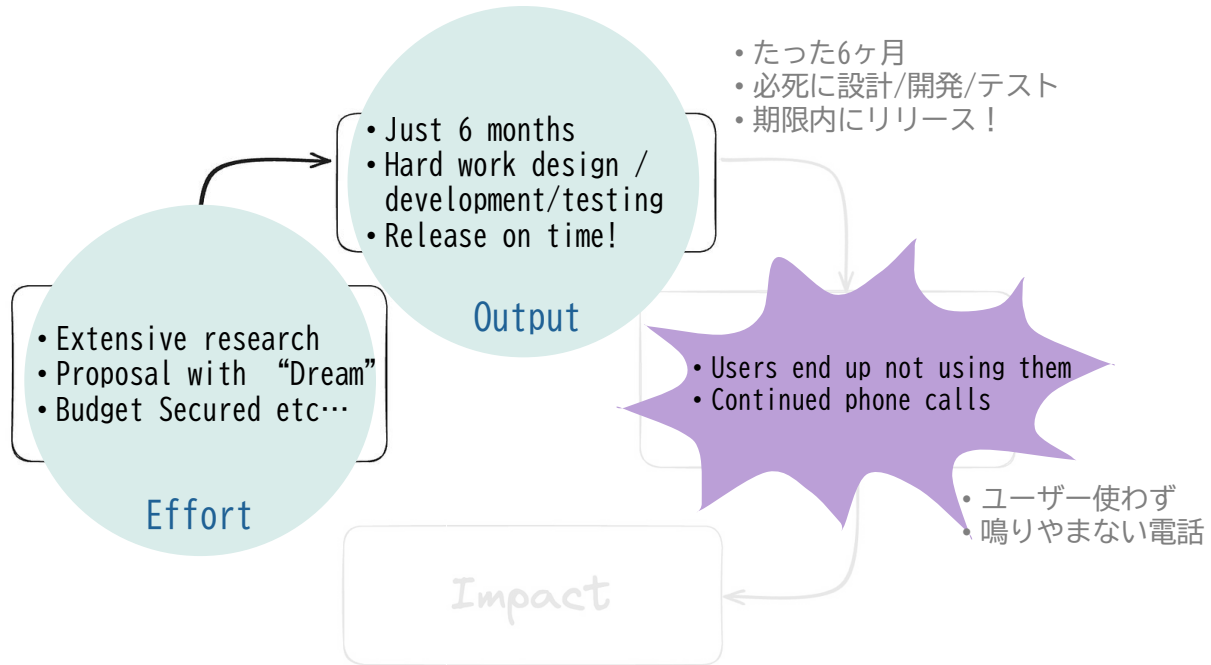 ・たった6ヶ月
・必死に設計/開発/テスト
・期限内にリリース！
・Just 6 months
・Hard work design /
development/testing
・Release on time!
Output
・Extensive research
・Proposal with “Dream”
・Budget Secured etc…
Effort
・Users end up not using them
・Continued phone calls
・ユーザー使わず
・鳴りやまない電話
Impact